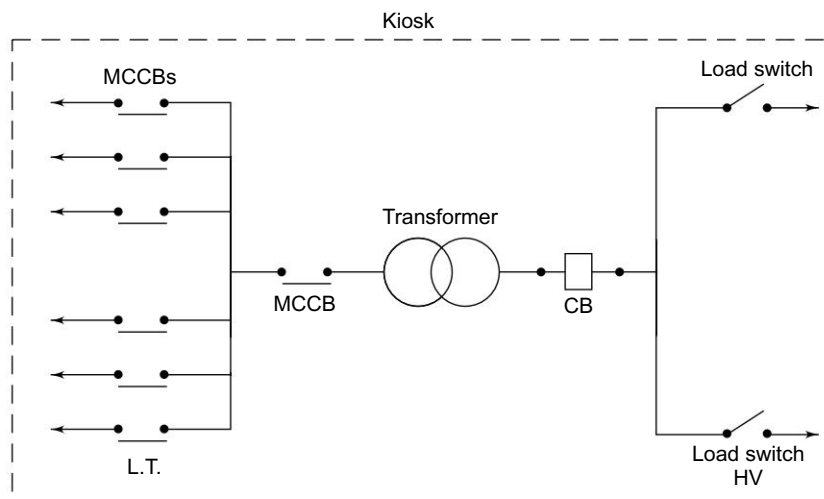 Kiosk
MCCBs
Load switch
Transformer
MCCB
CB
L.T.
Load switch
HV